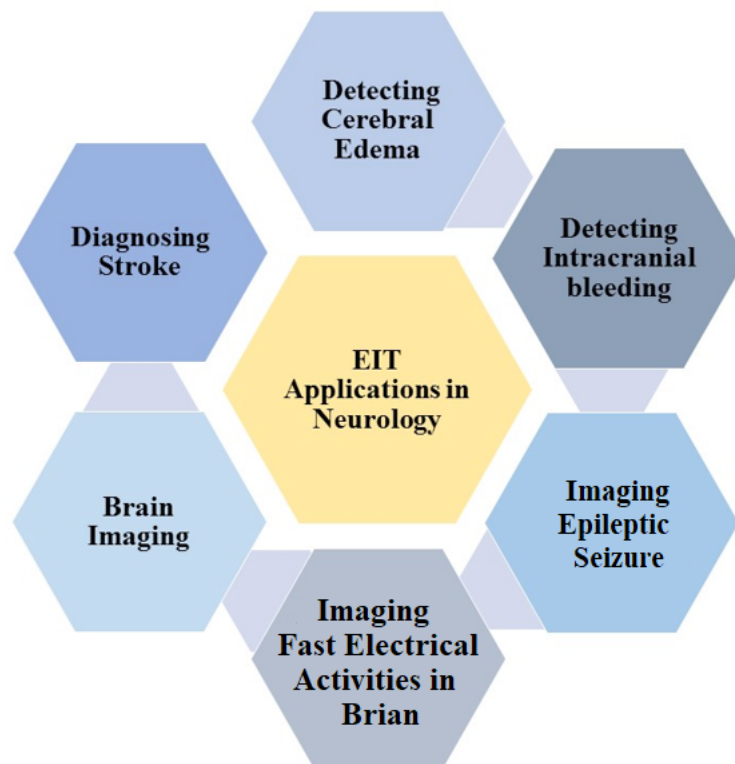 Detecting
Cerebral
Edema
Diagnosing
Stroke
Detecting
Intracranial
bleeding
EIT
Applications in
Neurology
Brain
Imaging
Imaging
Epileptic
Seizure
Imaging
Fast Electrical
Activities in
Brian